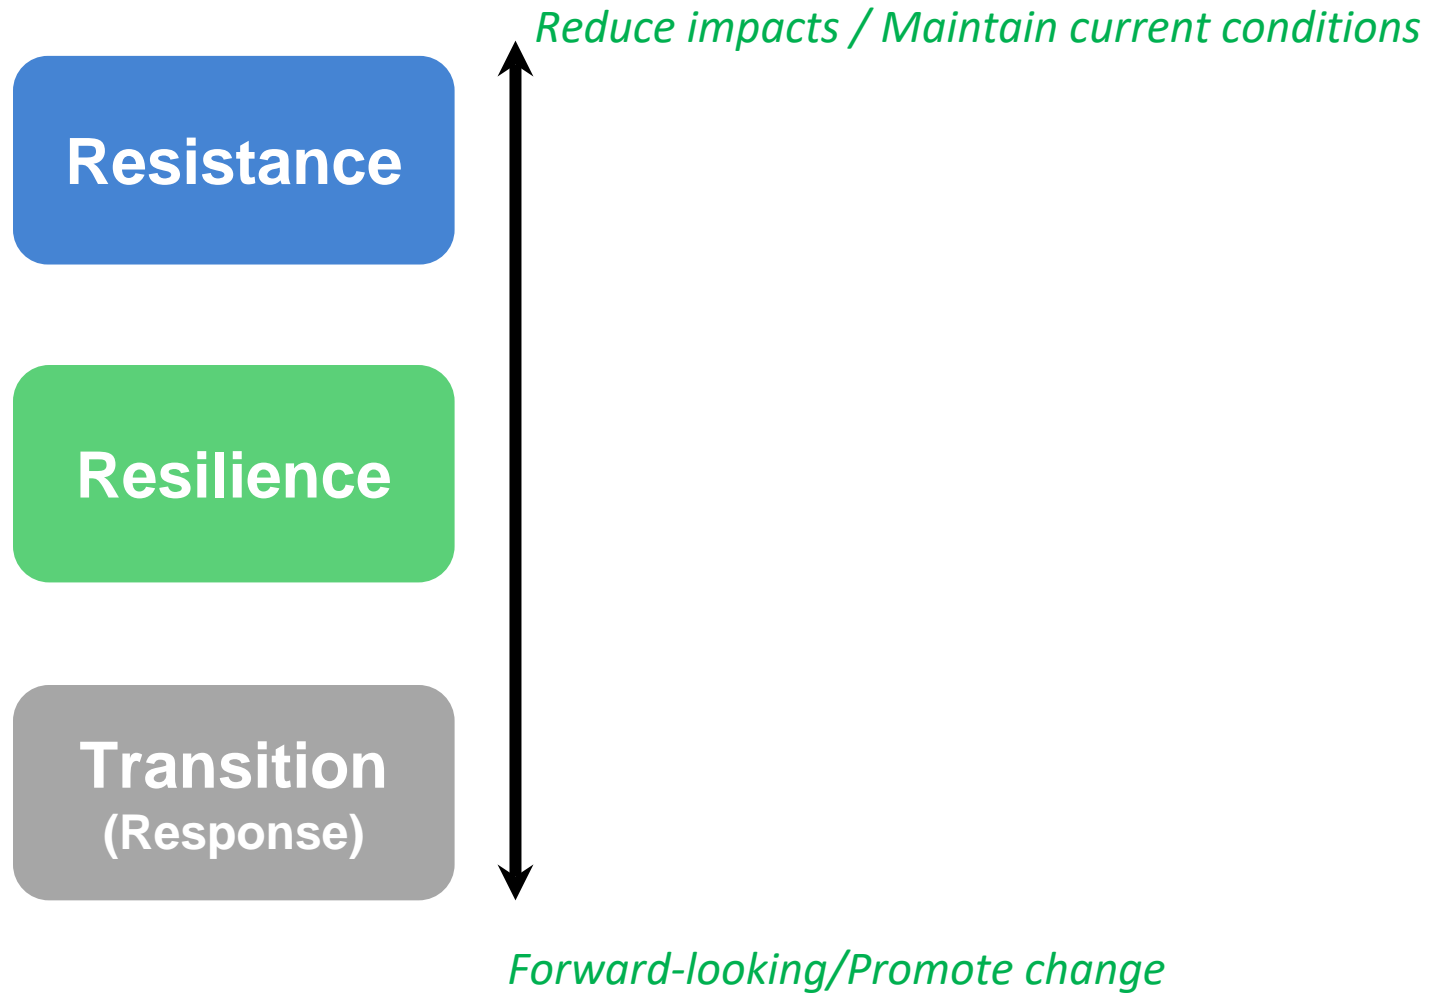 Reduce impacts / Maintain current conditions
Resistance
Resilience
Transition
(Response)
Forward-looking/Promote change